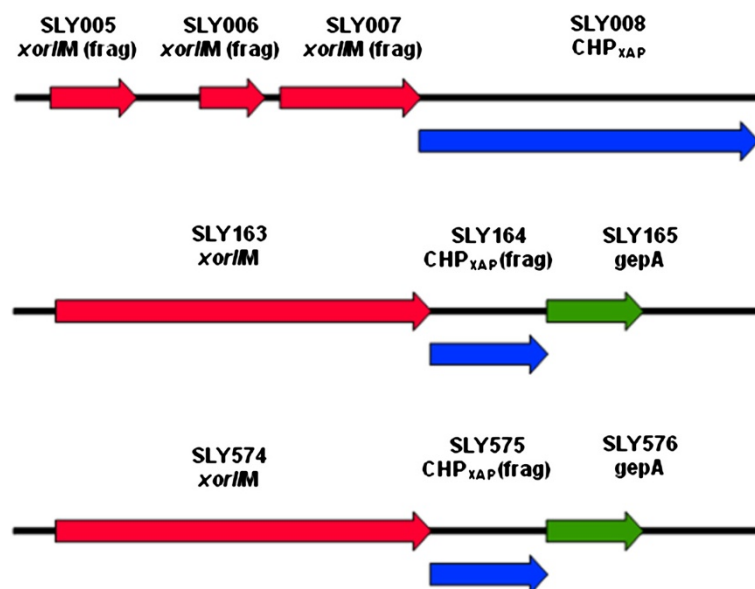 SLY005 SLY006 SLY007 SLY008
xorIIM (frag) xorIIM (frag) xorIIM (frag) CHPXAP
SLY163 SLY164 SLY165
xorIIM CHPXAP(frag) gepA
SLY574 SLY575 SLY576
xorIIM CHPXAP(frag) gepA